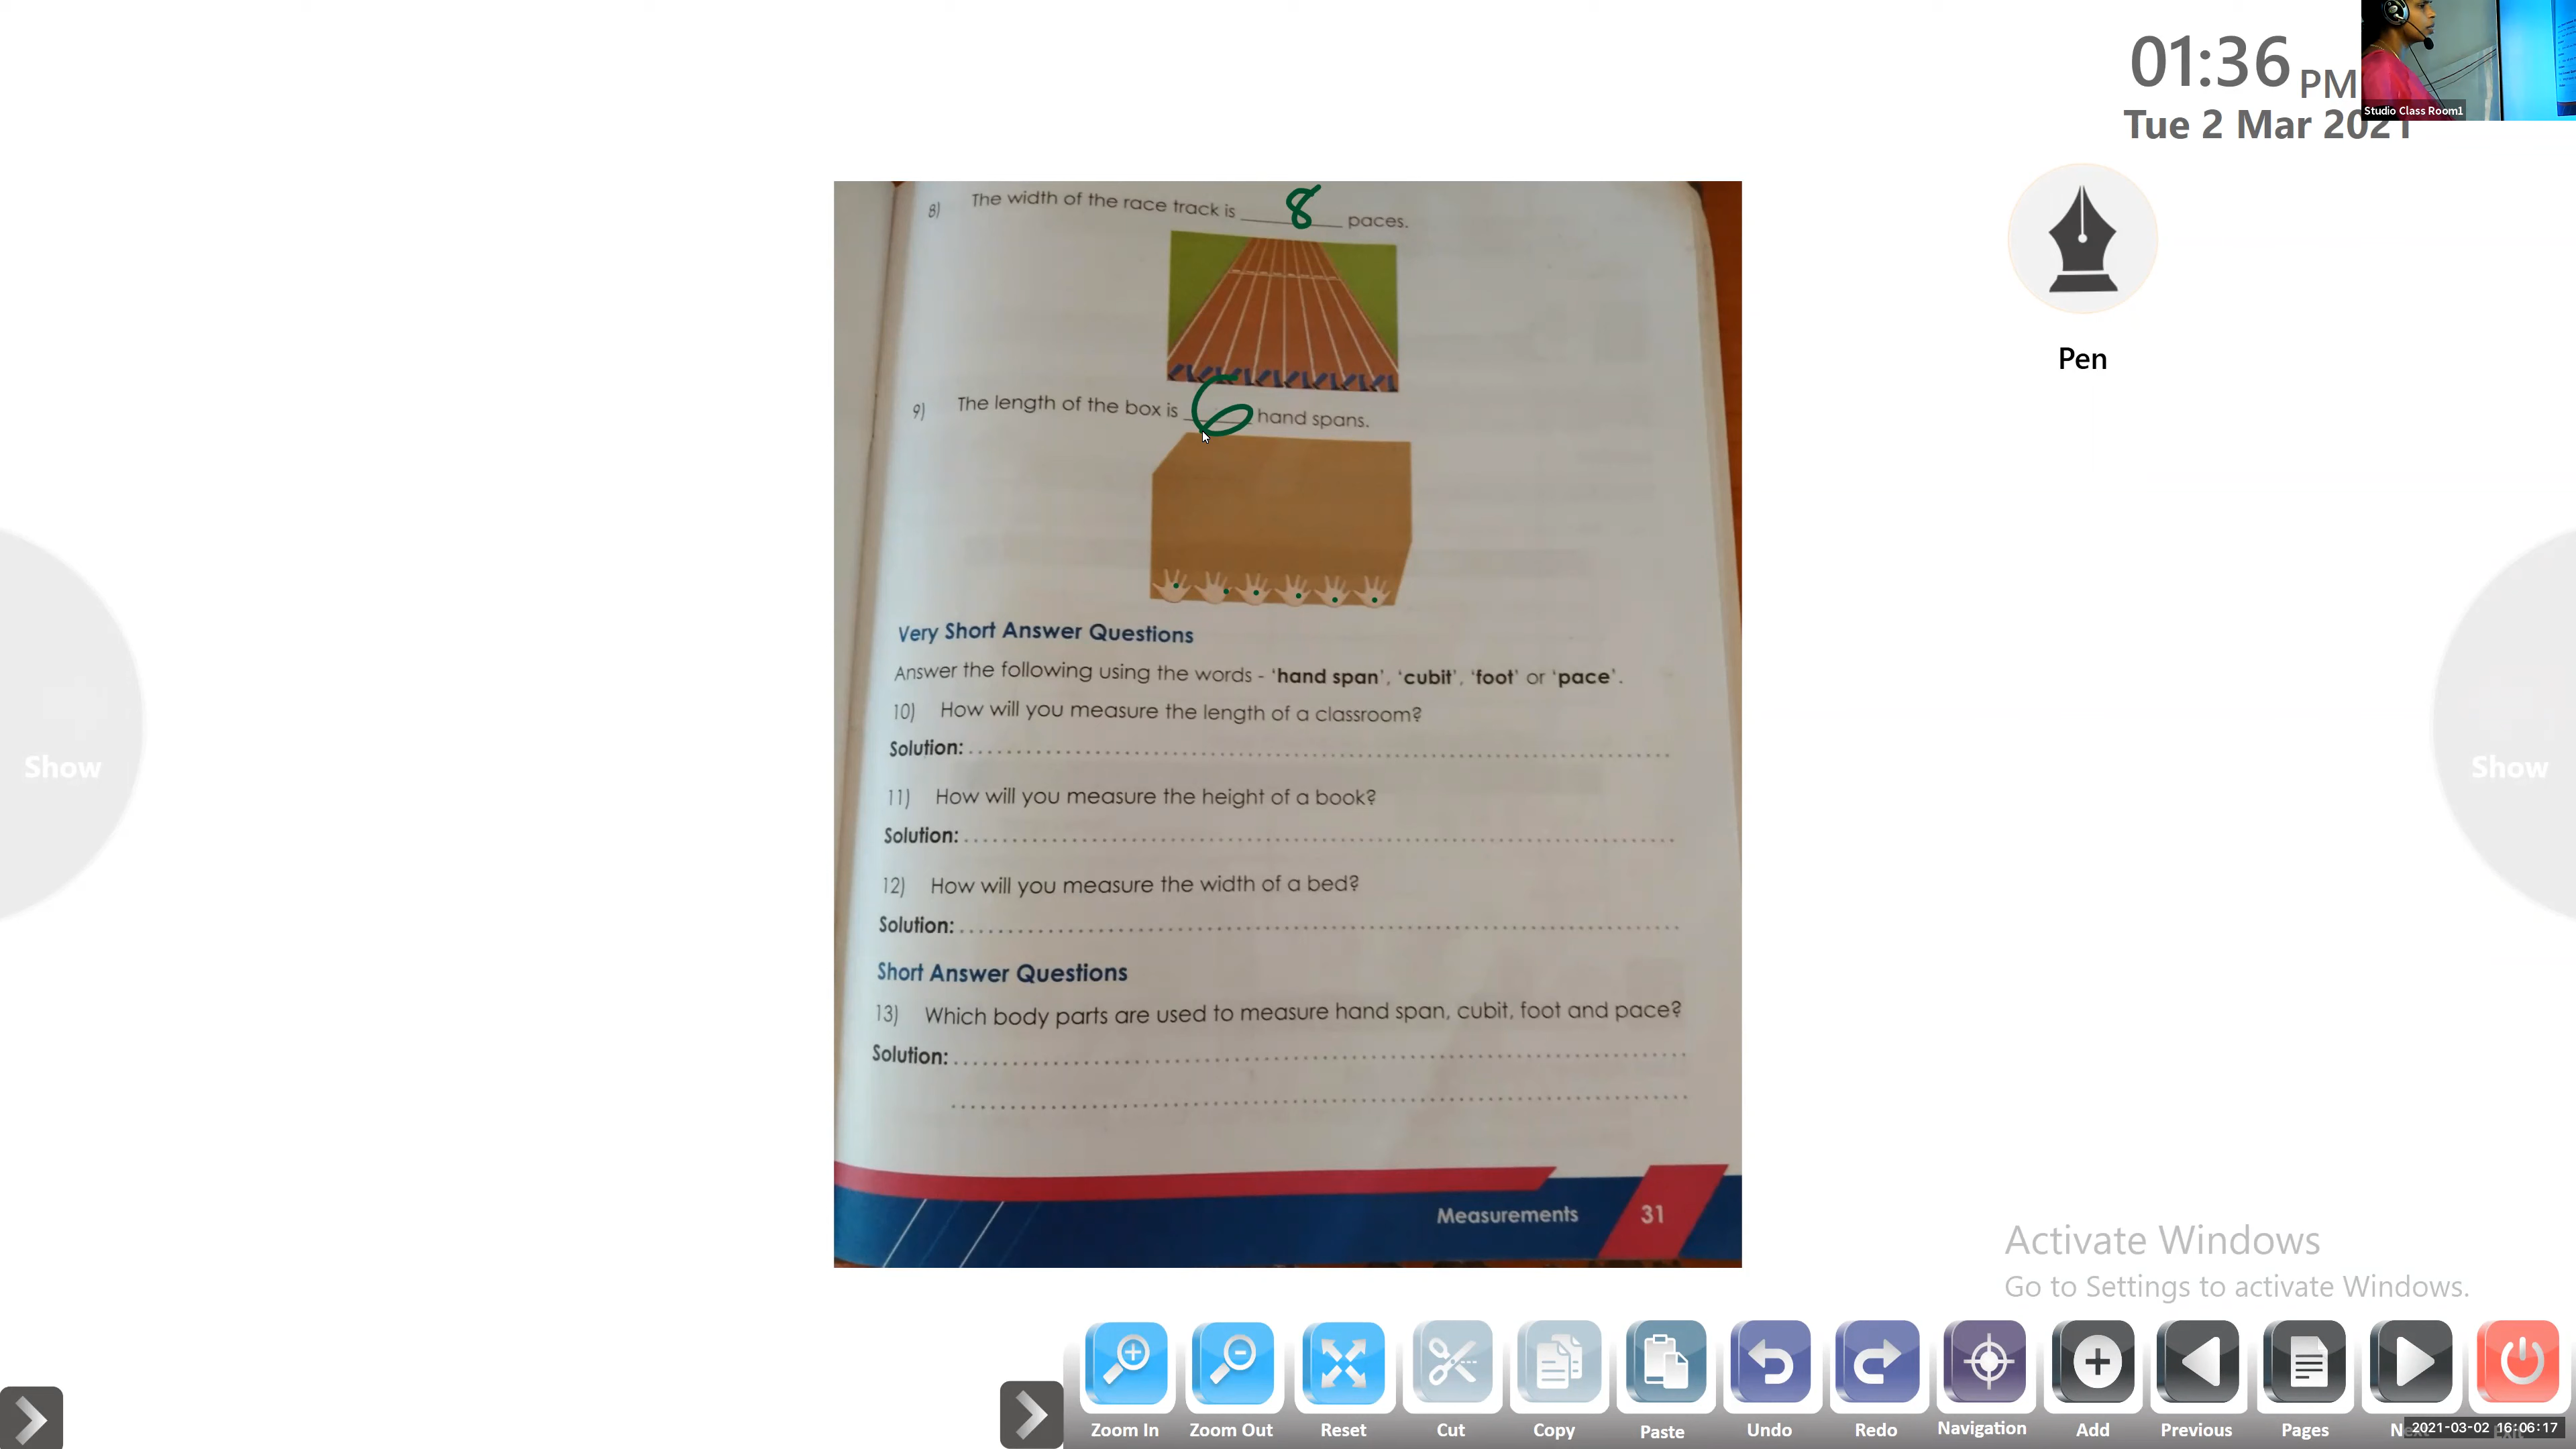 01:36 PM
Tue 2 Mar 2021
Studio Class Room1
8) The width of the race track is 8 paces.
9) The length of the box is 6 hand spans.
Very Short Answer Questions
Answer the following using the words - ‘hand span’, ‘cubit’, ‘foot’ or ‘pace’.
10) How will you measure the length of a classroom?
Solution:
11) How will you measure the height of a book?
Solution:
12) How will you measure the width of a bed?
Solution:
Short Answer Questions
13) Which body parts are used to measure hand span, cubit, foot and pace?
Solution:
Measurements 31
Pen
Show
Show
Activate Windows
Go to Settings to activate Windows.
Zoom In Zoom Out Reset Cut Copy Paste Undo Redo Navigation Add Previous Pages
2021-03-02 16:06:17